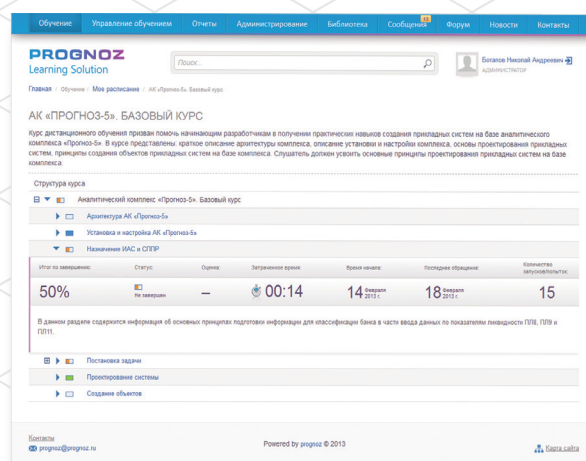 Обучение Управление обучением Отчеты Администрирование Библиотека Сообщения Форум Новости Контакты
PROGNOZ
Learning Solution
Поиск...
Богатов Николай Андреевич
АДМИНИСТРАТОР
Главная / Обучение / Мое расписание / АК «Прогноз-5». Базовый курс
АК «ПРОГНОЗ-5». БАЗОВЫЙ КУРС
Курс дистанционного обучения призван помочь начинающим разработчикам в получении практических навыков создания прикладных систем на базе аналитического
комплекса «Прогноз-5». В курсе представлены: краткое описание архитектуры комплекса, описание установки и настройки комплекса, основы проектирования прикладных
систем, принципы создания объектов прикладных систем на базе комплекса. Слушатель должен усвоить основные принципы проектирования прикладных систем на базе
комплекса.
Структура курса
Аналитический комплекс «Прогноз-5». Базовый курс
Архитектура АК «Прогноз-5»
Установка и настройка АК «Прогноз-5»
Назначение ИАС и СППР
Итог по завершению: Статус: Оценка: Затраченное время: Время начала: Последнее обращение: Количество
запусков/попыток:
50% Не завершен – 00:14 14 Февраля 2013 г. 18 Февраля 2013 г. 15
В данном разделе содержится информация об основных принципах подготовки информации для классификации банка в части ввода данных по показателям ликвидности ПЛ8, ПЛ9 и
ПЛ11.
Постановка задачи
Проектирование системы
Создание объектов
Контакты
prognoz@prognoz.ru
Powered by prognoz © 2013
Карта сайта